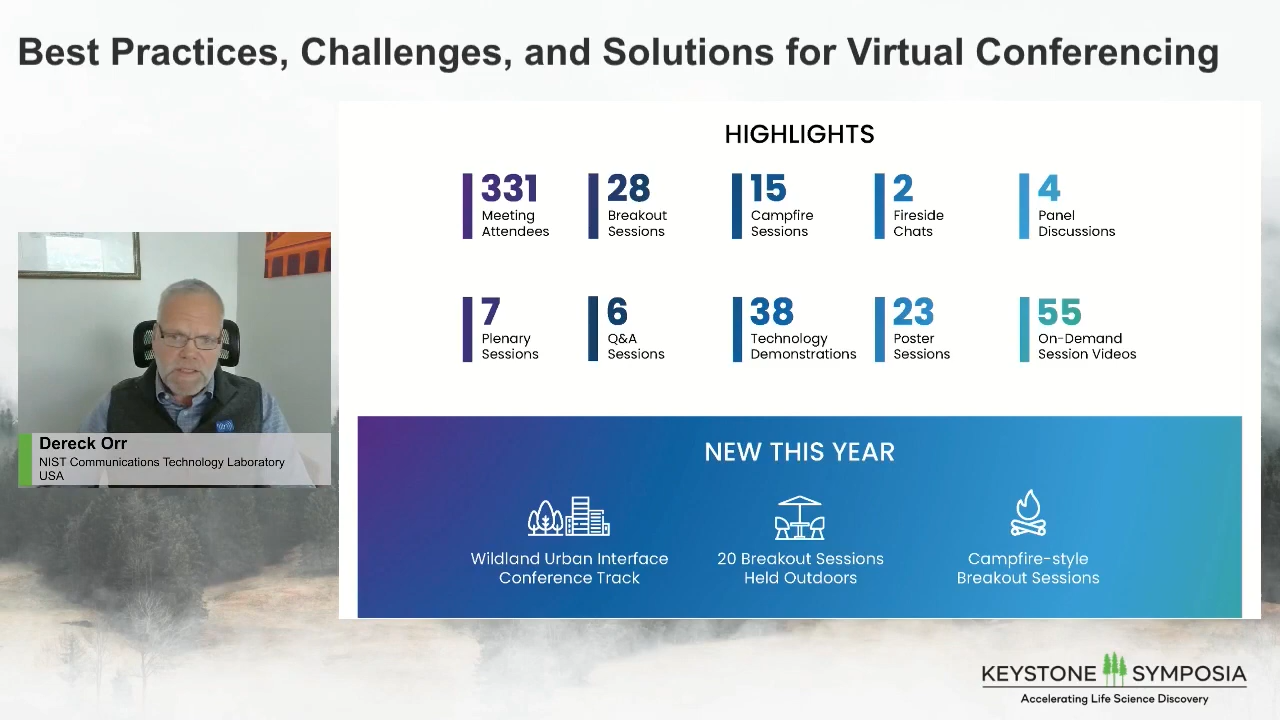 Best Practices, Challenges, and Solutions for Virtual Conferencing
HIGHLIGHTS
331
Meeting
Attendees
28
Breakout
Sessions
15
Campfire
Sessions
2
Fireside
Chats
4
Panel
Discussions
7
Plenary
Sessions
6
Q&A
Sessions
38
Technology
Demonstrations
23
Poster
Sessions
55
On-Demand
Session Videos
Dereck Orr
NIST Communications Technology Laboratory
USA
NEW THIS YEAR
Wildland Urban Interface
Conference Track
20 Breakout Sessions
Held Outdoors
Campfire-style
Breakout Sessions
KEYSTONE SYMPOSIA
Accelerating Life Science Discovery